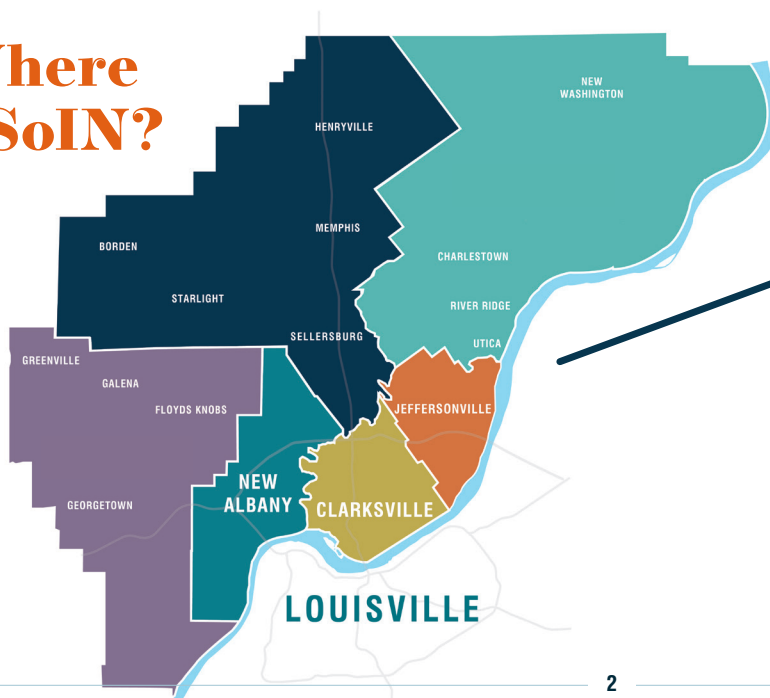 here
SoIN?
NEW
WASHINGTON
HENRYVILLE
MEMPHIS
BORDEN
CHARLESTOWN
STARLIGHT
RIVER RIDGE
SELLERSBURG
UTICA
GREENVILLE
GALENA
FLOYDS KNOBS
JEFFERSONVILLE
NEW
ALBANY
CLARKSVILLE
GEORGETOWN
LOUISVILLE
2